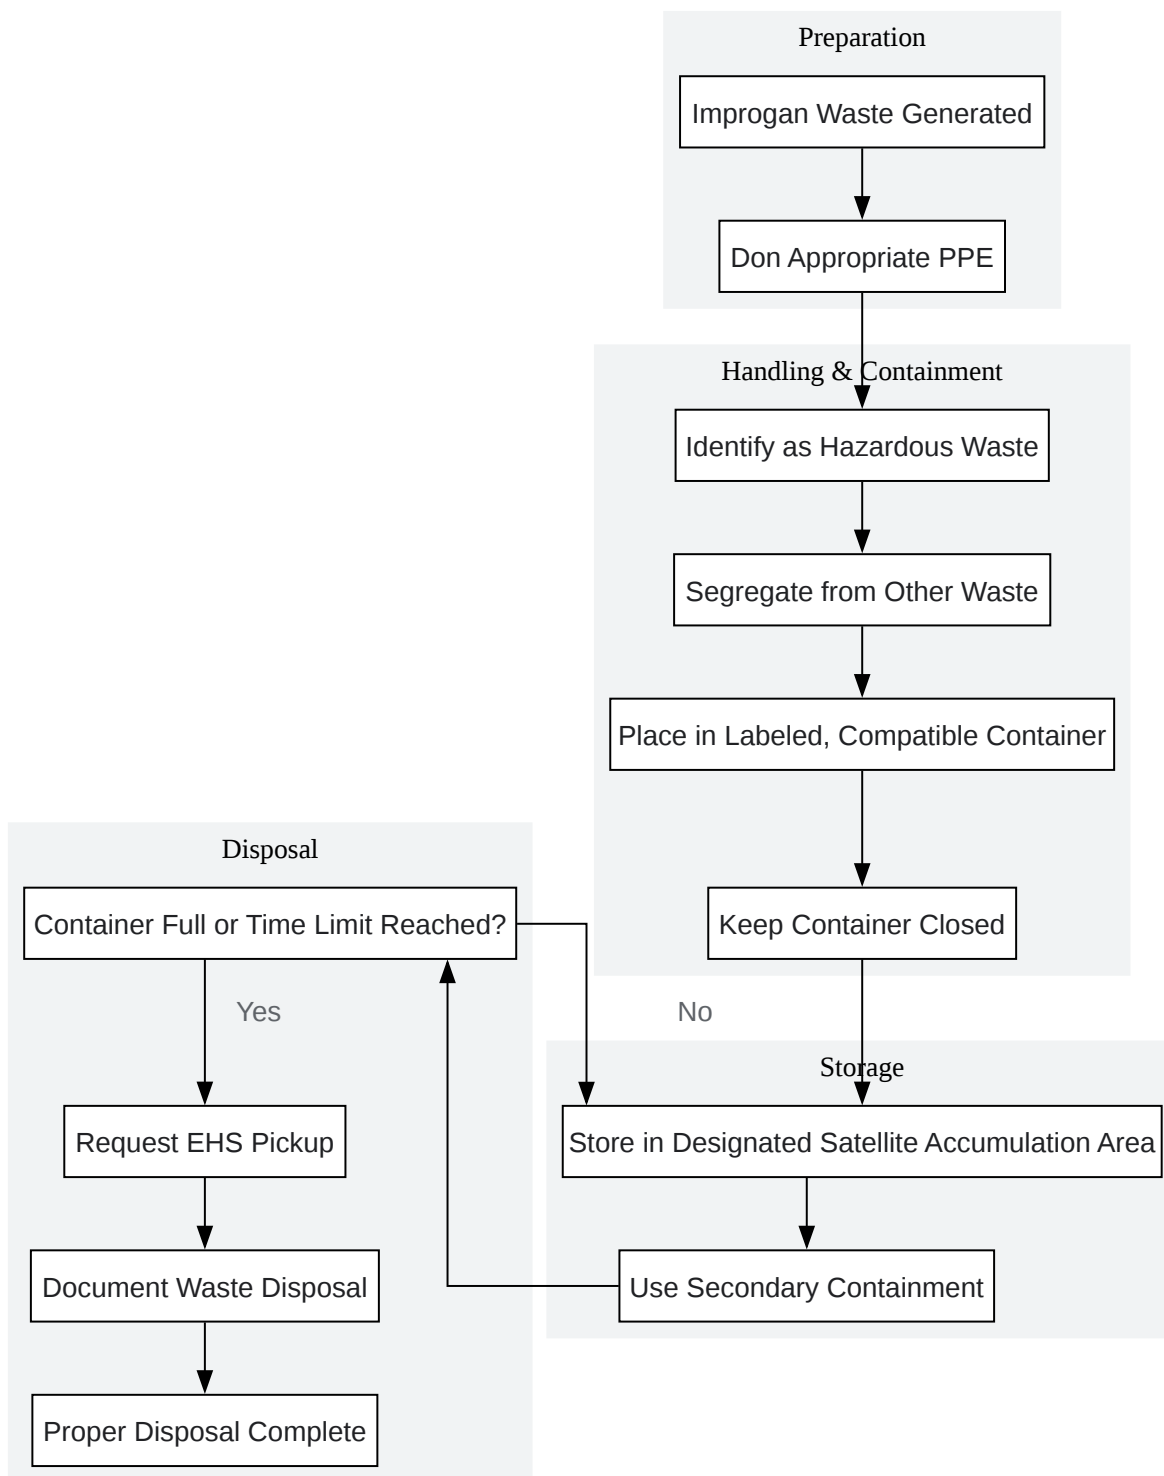 Preparation
Improgan Waste Generated
Don Appropriate PPE
Handling & Containment
Identify as Hazardous Waste
Segregate from Other Waste
Place in Labeled, Compatible Container
Keep Container Closed
Disposal
Container Full or Time Limit Reached?
Yes
No
Storage
Store in Designated Satellite Accumulation Area
Use Secondary Containment
Request EHS Pickup
Document Waste Disposal
Proper Disposal Complete